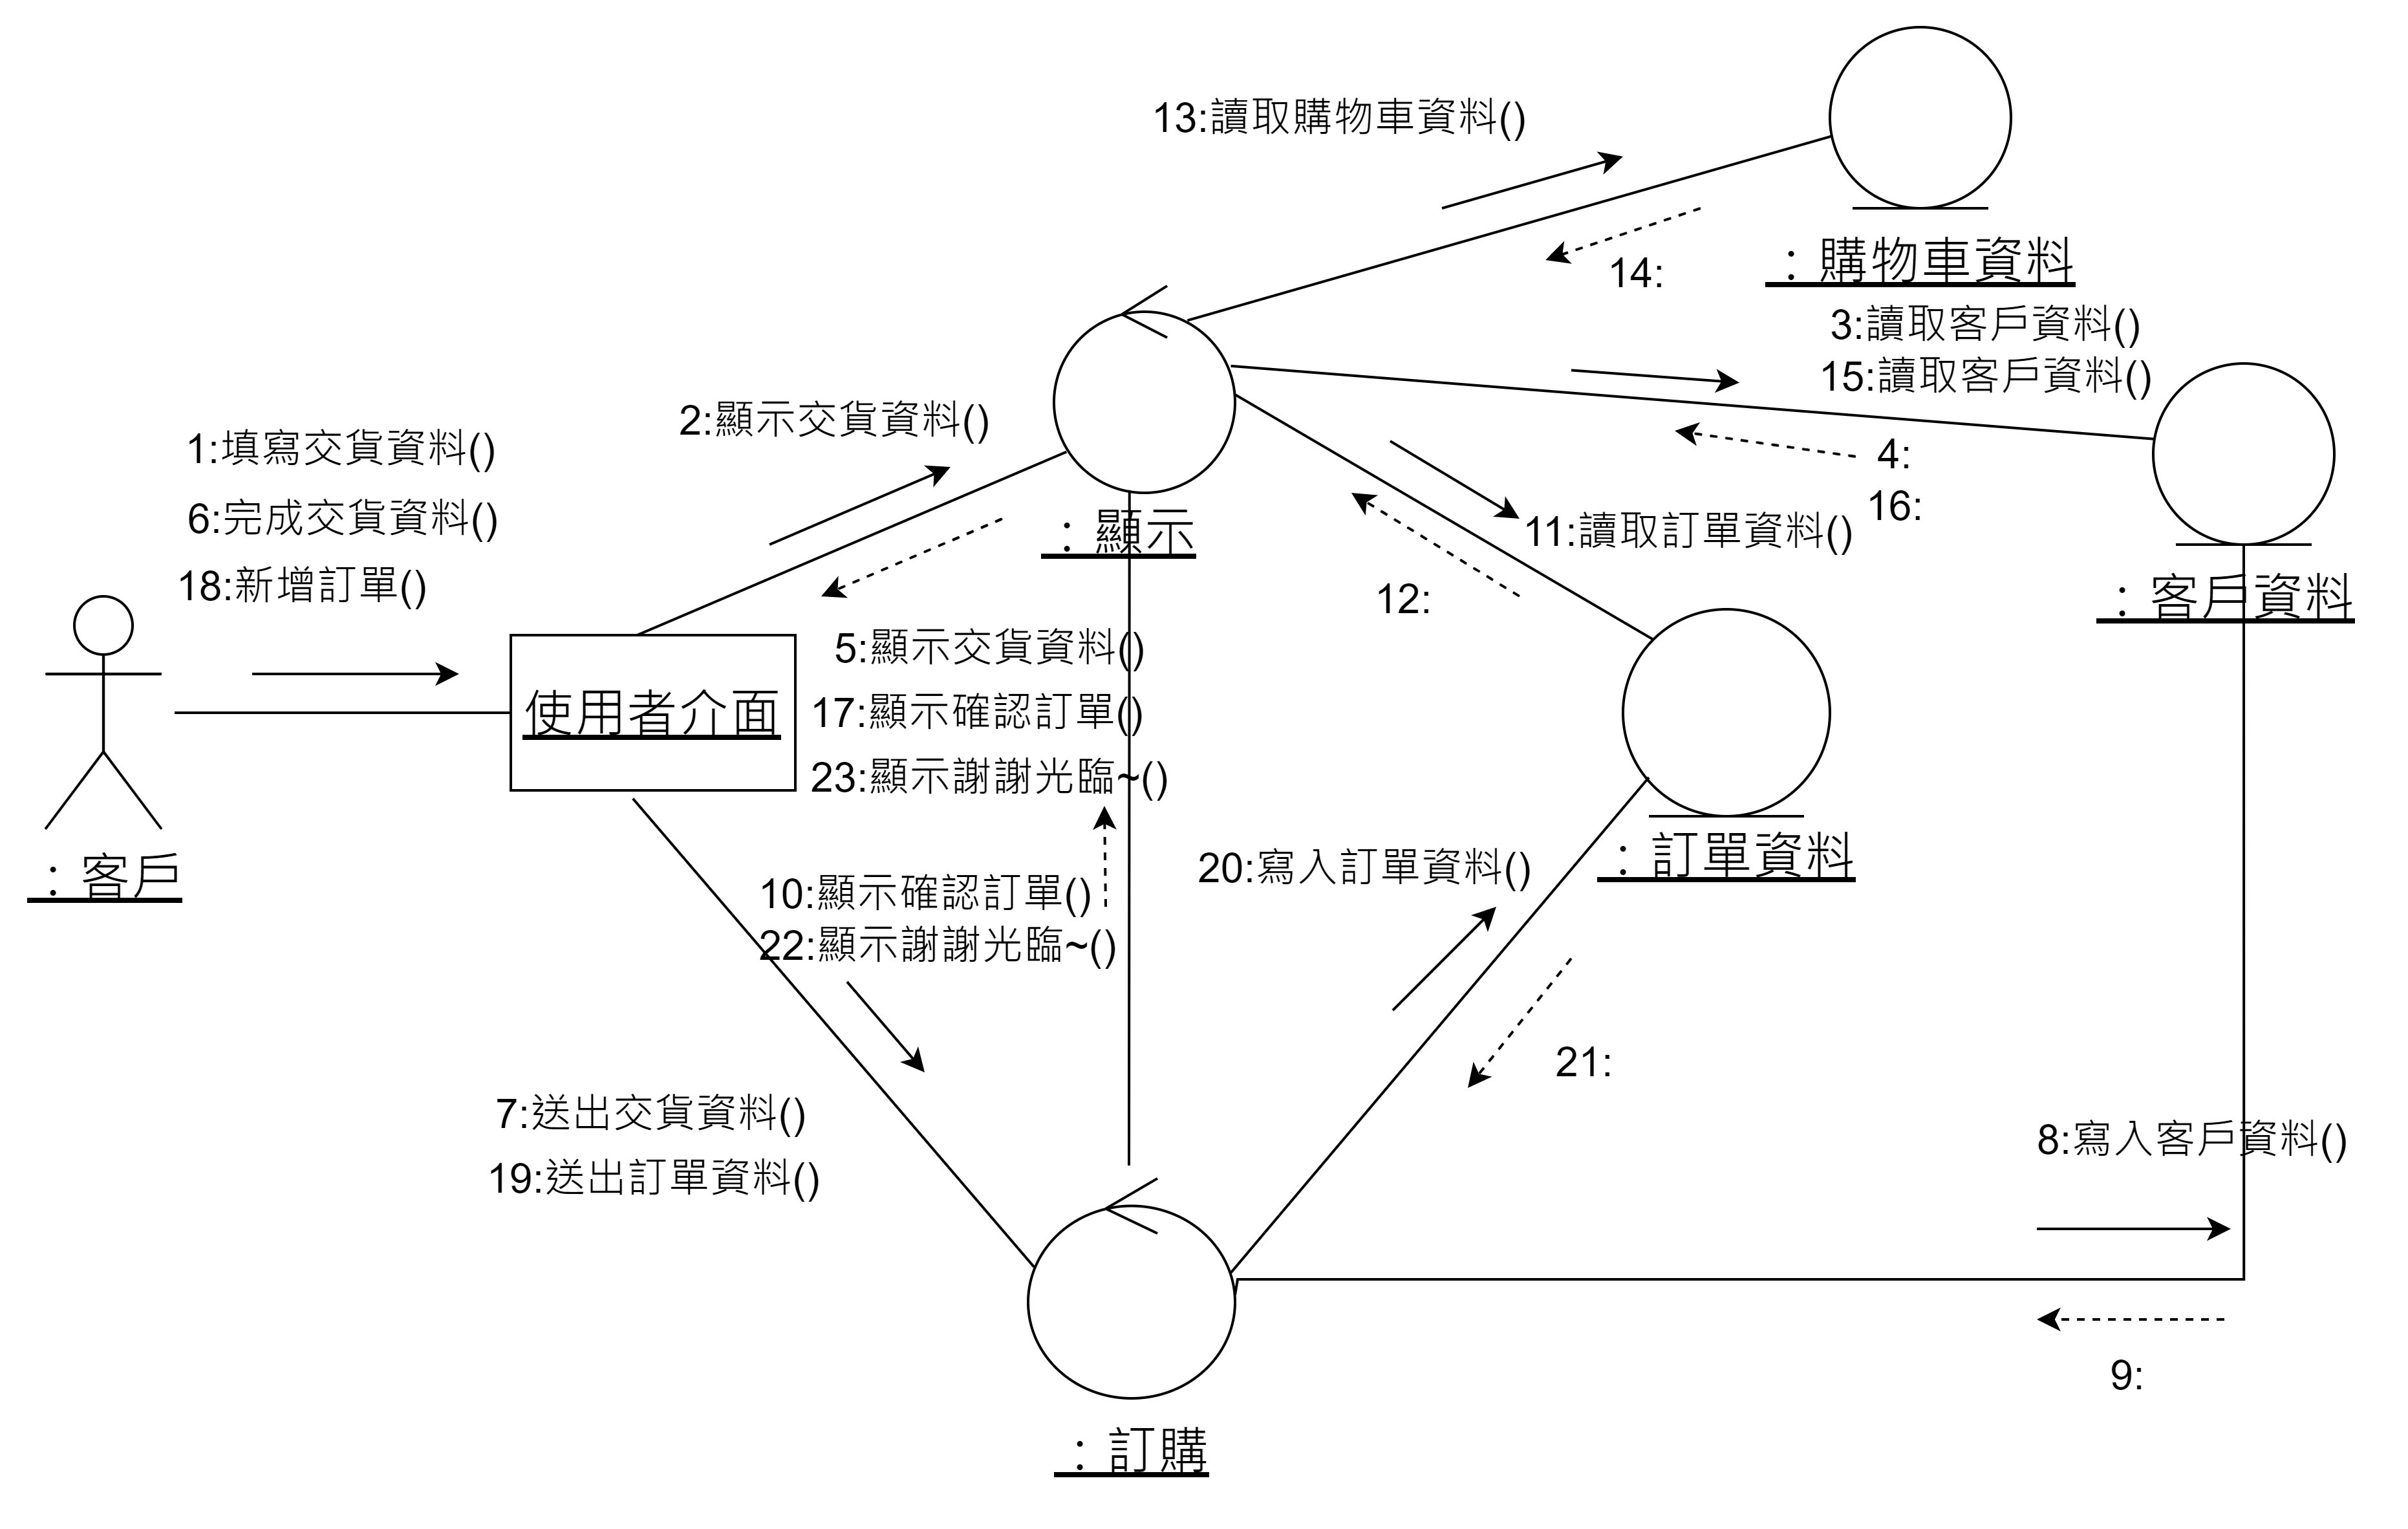 13:讀取購物車資料()
14:
：購物車資料
3:讀取客戶資料()
15:讀取客戶資料()
2:顯示交貨資料()
1:填寫交貨資料()
6:完成交貨資料()
18:新增訂單()
4:
16:
：顯示
11:讀取訂單資料()
12:
：客戶資料
5:顯示交貨資料()
17:顯示確認訂單()
23:顯示謝謝光臨~()
使用者介面
：客戶
20:寫入訂單資料()
：訂單資料
10:顯示確認訂單()
22:顯示謝謝光臨~()
21:
7:送出交貨資料()
19:送出訂單資料()
8:寫入客戶資料()
9:
：訂購